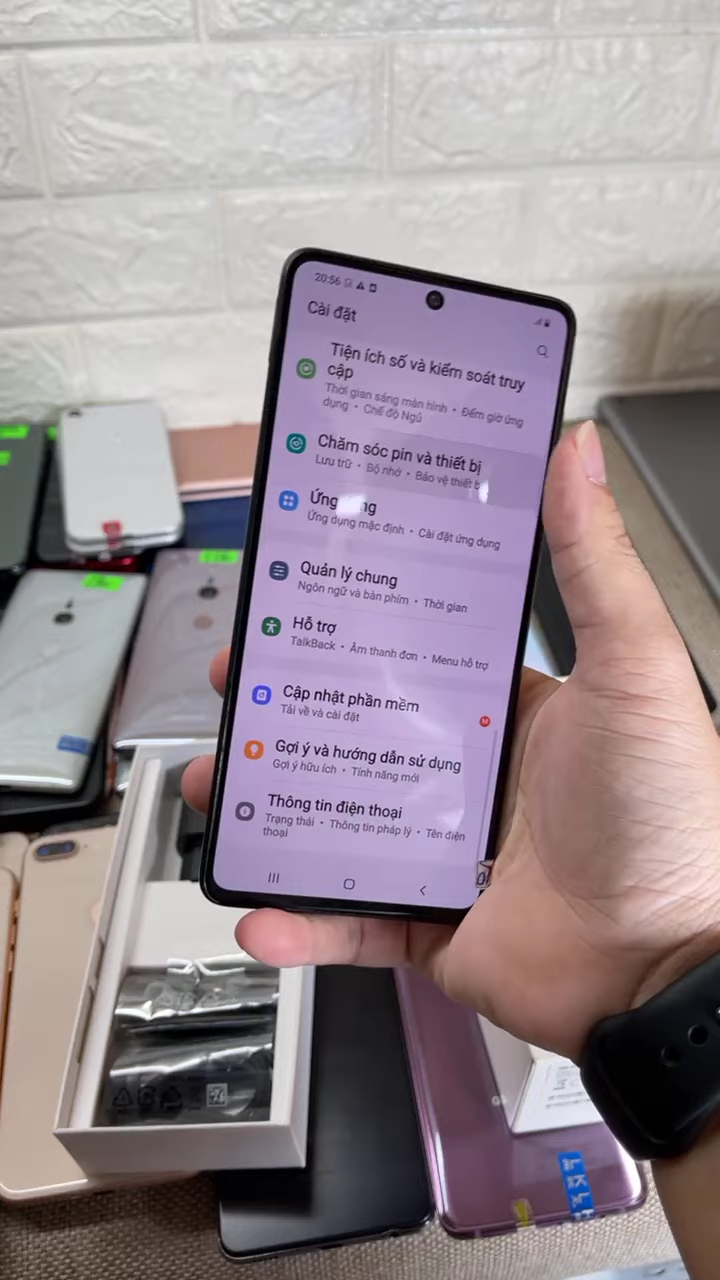 20:56
Cài đặt
Tiện ích số và kiểm soát truy
cập
Thời gian sáng màn hình • Đếm giờ ứng
dụng • Chế độ Ngủ
Chăm sóc pin và thiết bị
Lưu trữ • Bộ nhớ • Bảo vệ thiết bị
Ứng
Ứng dụng mặc định • Cài đặt ứng dụng
Quản lý chung
Ngôn ngữ và bàn phím • Thời gian
Hỗ trợ
TalkBack • Âm thanh đơn • Menu hỗ trợ
Cập nhật phần mềm
Tải về và cài đặt
M
Gợi ý và hướng dẫn sử dụng
Gợi ý hữu ích • Tính năng mới
Thông tin điện thoại
Trạng thái • Thông tin pháp lý • Tên điện
thoại